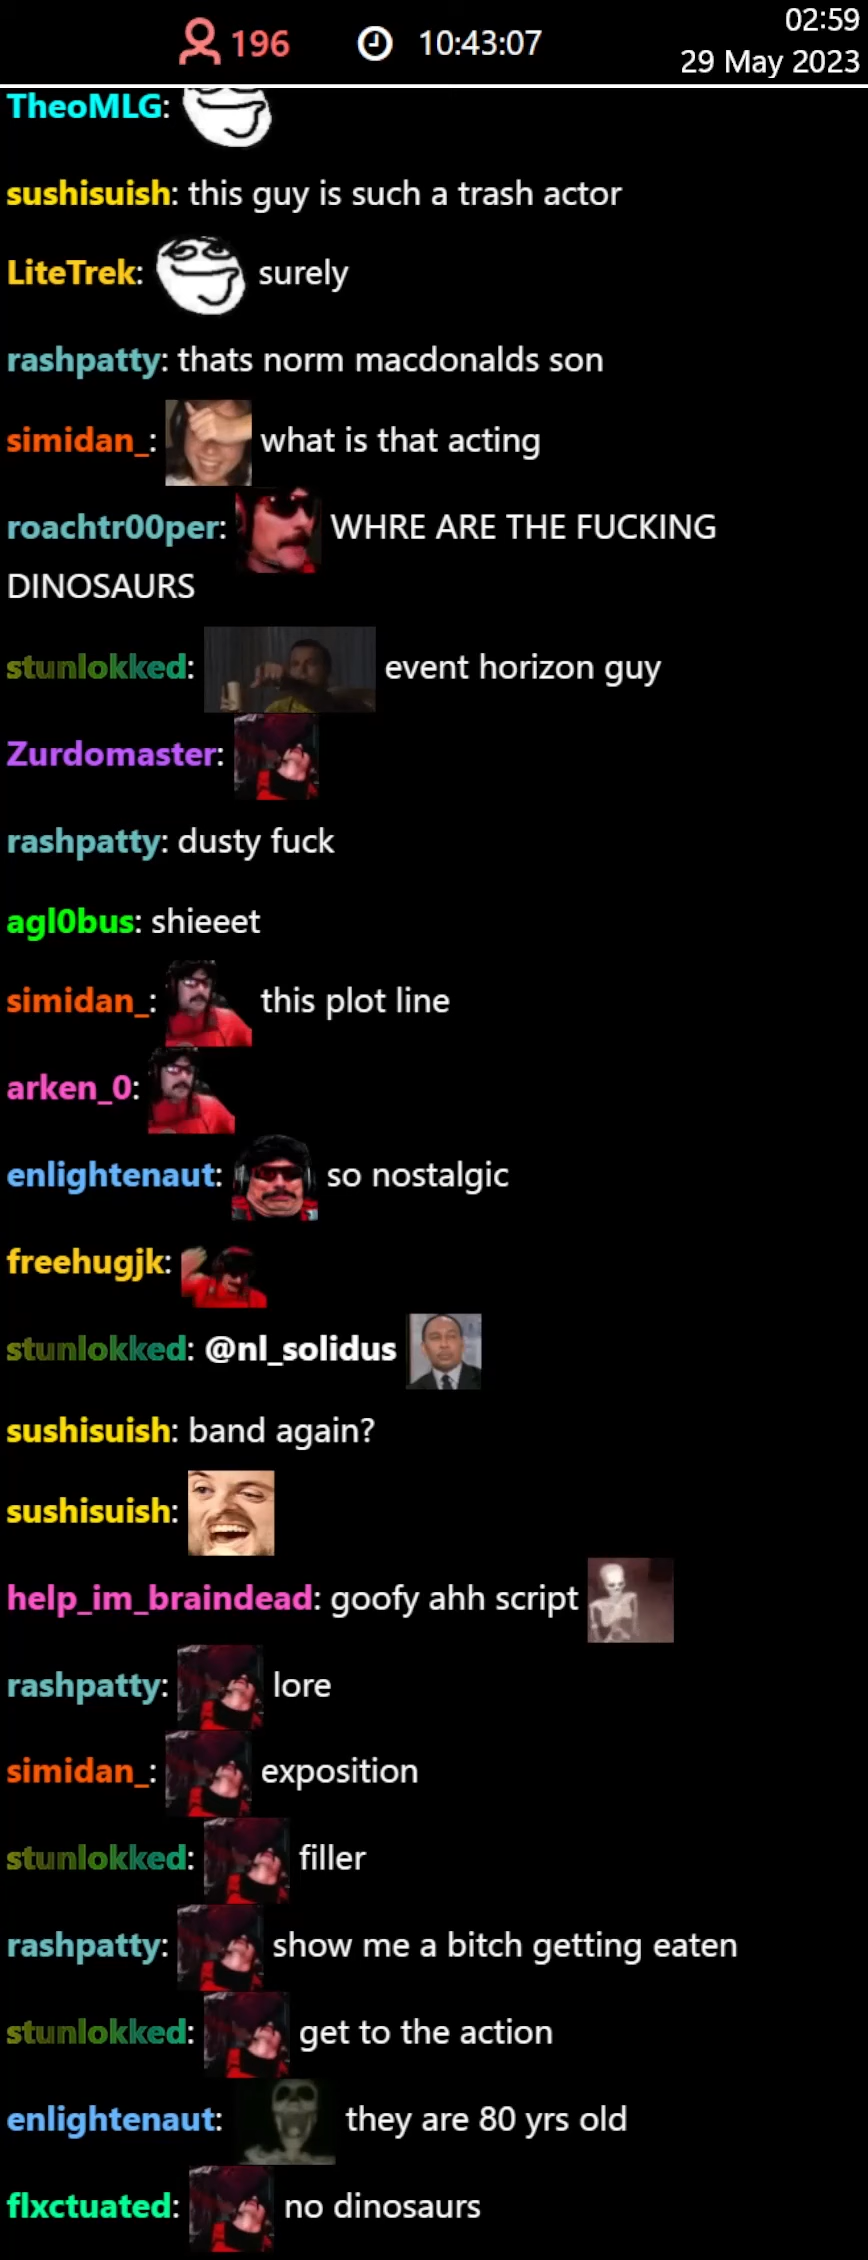 196 10:43:07 02:59
29 May 2023
TheoMLG:
sushisuish: this guy is such a trash actor
LiteTrek: surely
rashpatty: thats norm macdonalds son
simidan_: what is that acting
roachtr00per: WHRE ARE THE FUCKING
DINOSAURS
stunlokked: event horizon guy
Zurdomaster:
rashpatty: dusty fuck
agl0bus: shieeet
simidan_: this plot line
arken_0:
enlightenaut: so nostalgic
freehugjk:
stunlokked: @nl_solidus
sushisuish: band again?
sushisuish:
help_im_braindead: goofy ahh script
rashpatty: lore
simidan_: exposition
stunlokked: filler
rashpatty: show me a bitch getting eaten
stunlokked: get to the action
enlightenaut: they are 80 yrs old
flxctuated: no dinosaurs